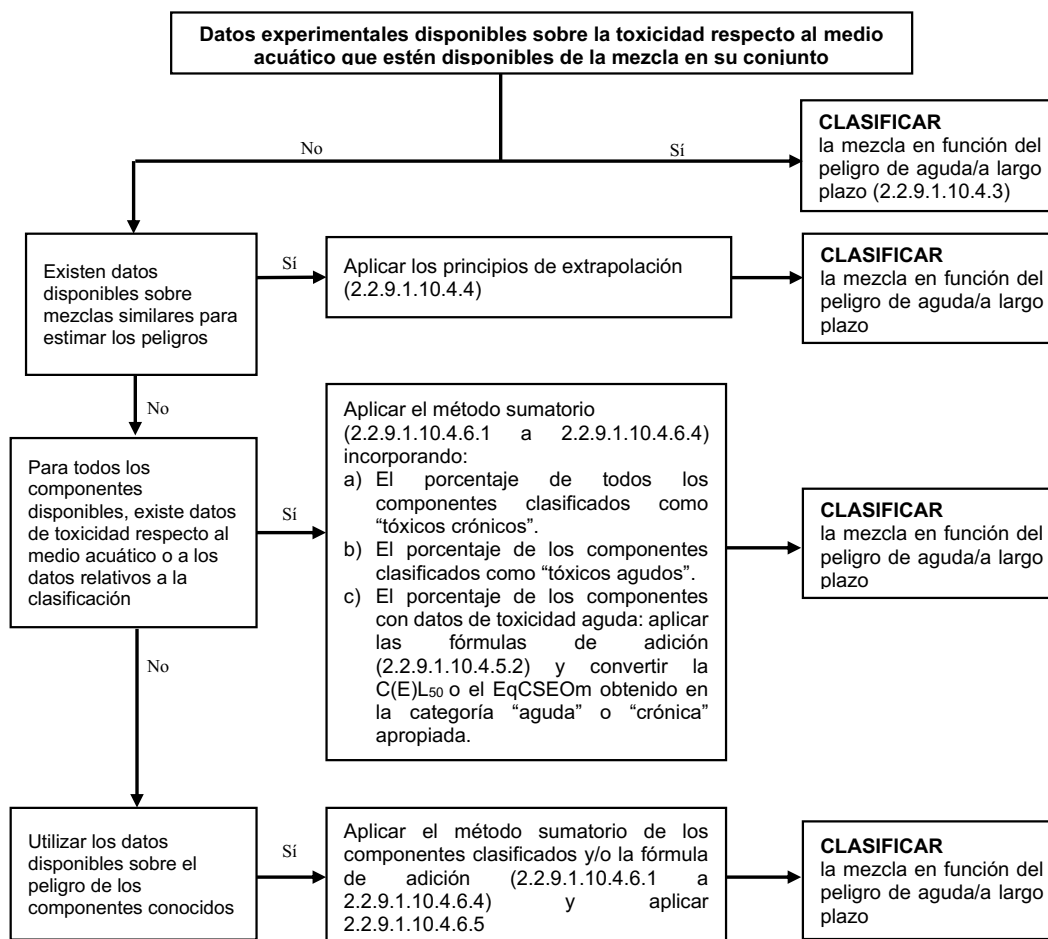 Datos experimentales disponibles sobre la toxicidad respecto al medio
acuático que estén disponibles de la mezcla en su conjunto
No
Sí
CLASIFICAR
la mezcla en función del
peligro de aguda/a largo
plazo (2.2.9.1.10.4.3)
Existen datos
disponibles sobre
mezclas similares para
estimar los peligros
Sí
Aplicar los principios de extrapolación
(2.2.9.1.10.4.4)
CLASIFICAR
la mezcla en función del
peligro de aguda/a largo
plazo
No
Para todos los
componentes
disponibles, existe datos
de toxicidad respecto al
medio acuático o a los
datos relativos a la
clasificación
Sí
Aplicar el método sumatorio
(2.2.9.1.10.4.6.1 a 2.2.9.1.10.4.6.4)
incorporando:
a) El porcentaje de todos los
componentes clasificados como
“tóxicos crónicos”.
b) El porcentaje de los componentes
clasificados como “tóxicos agudos”.
c) El porcentaje de los componentes
con datos de toxicidad aguda: aplicar
las fórmulas de adición
(2.2.9.1.10.4.5.2) y convertir la
C(E)L50 o el EqCSEOm obtenido en
la categoría “aguda” o “crónica”
apropiada.
CLASIFICAR
la mezcla en función del
peligro de aguda/a largo
plazo
No
Utilizar los datos
disponibles sobre el
peligro de los
componentes conocidos
Sí
Aplicar el método sumatorio de los
componentes clasificados y/o la fórmula
de adición (2.2.9.1.10.4.6.1 a
2.2.9.1.10.4.6.4) y aplicar
2.2.9.1.10.4.6.5
CLASIFICAR
la mezcla en función del
peligro de aguda/a largo
plazo